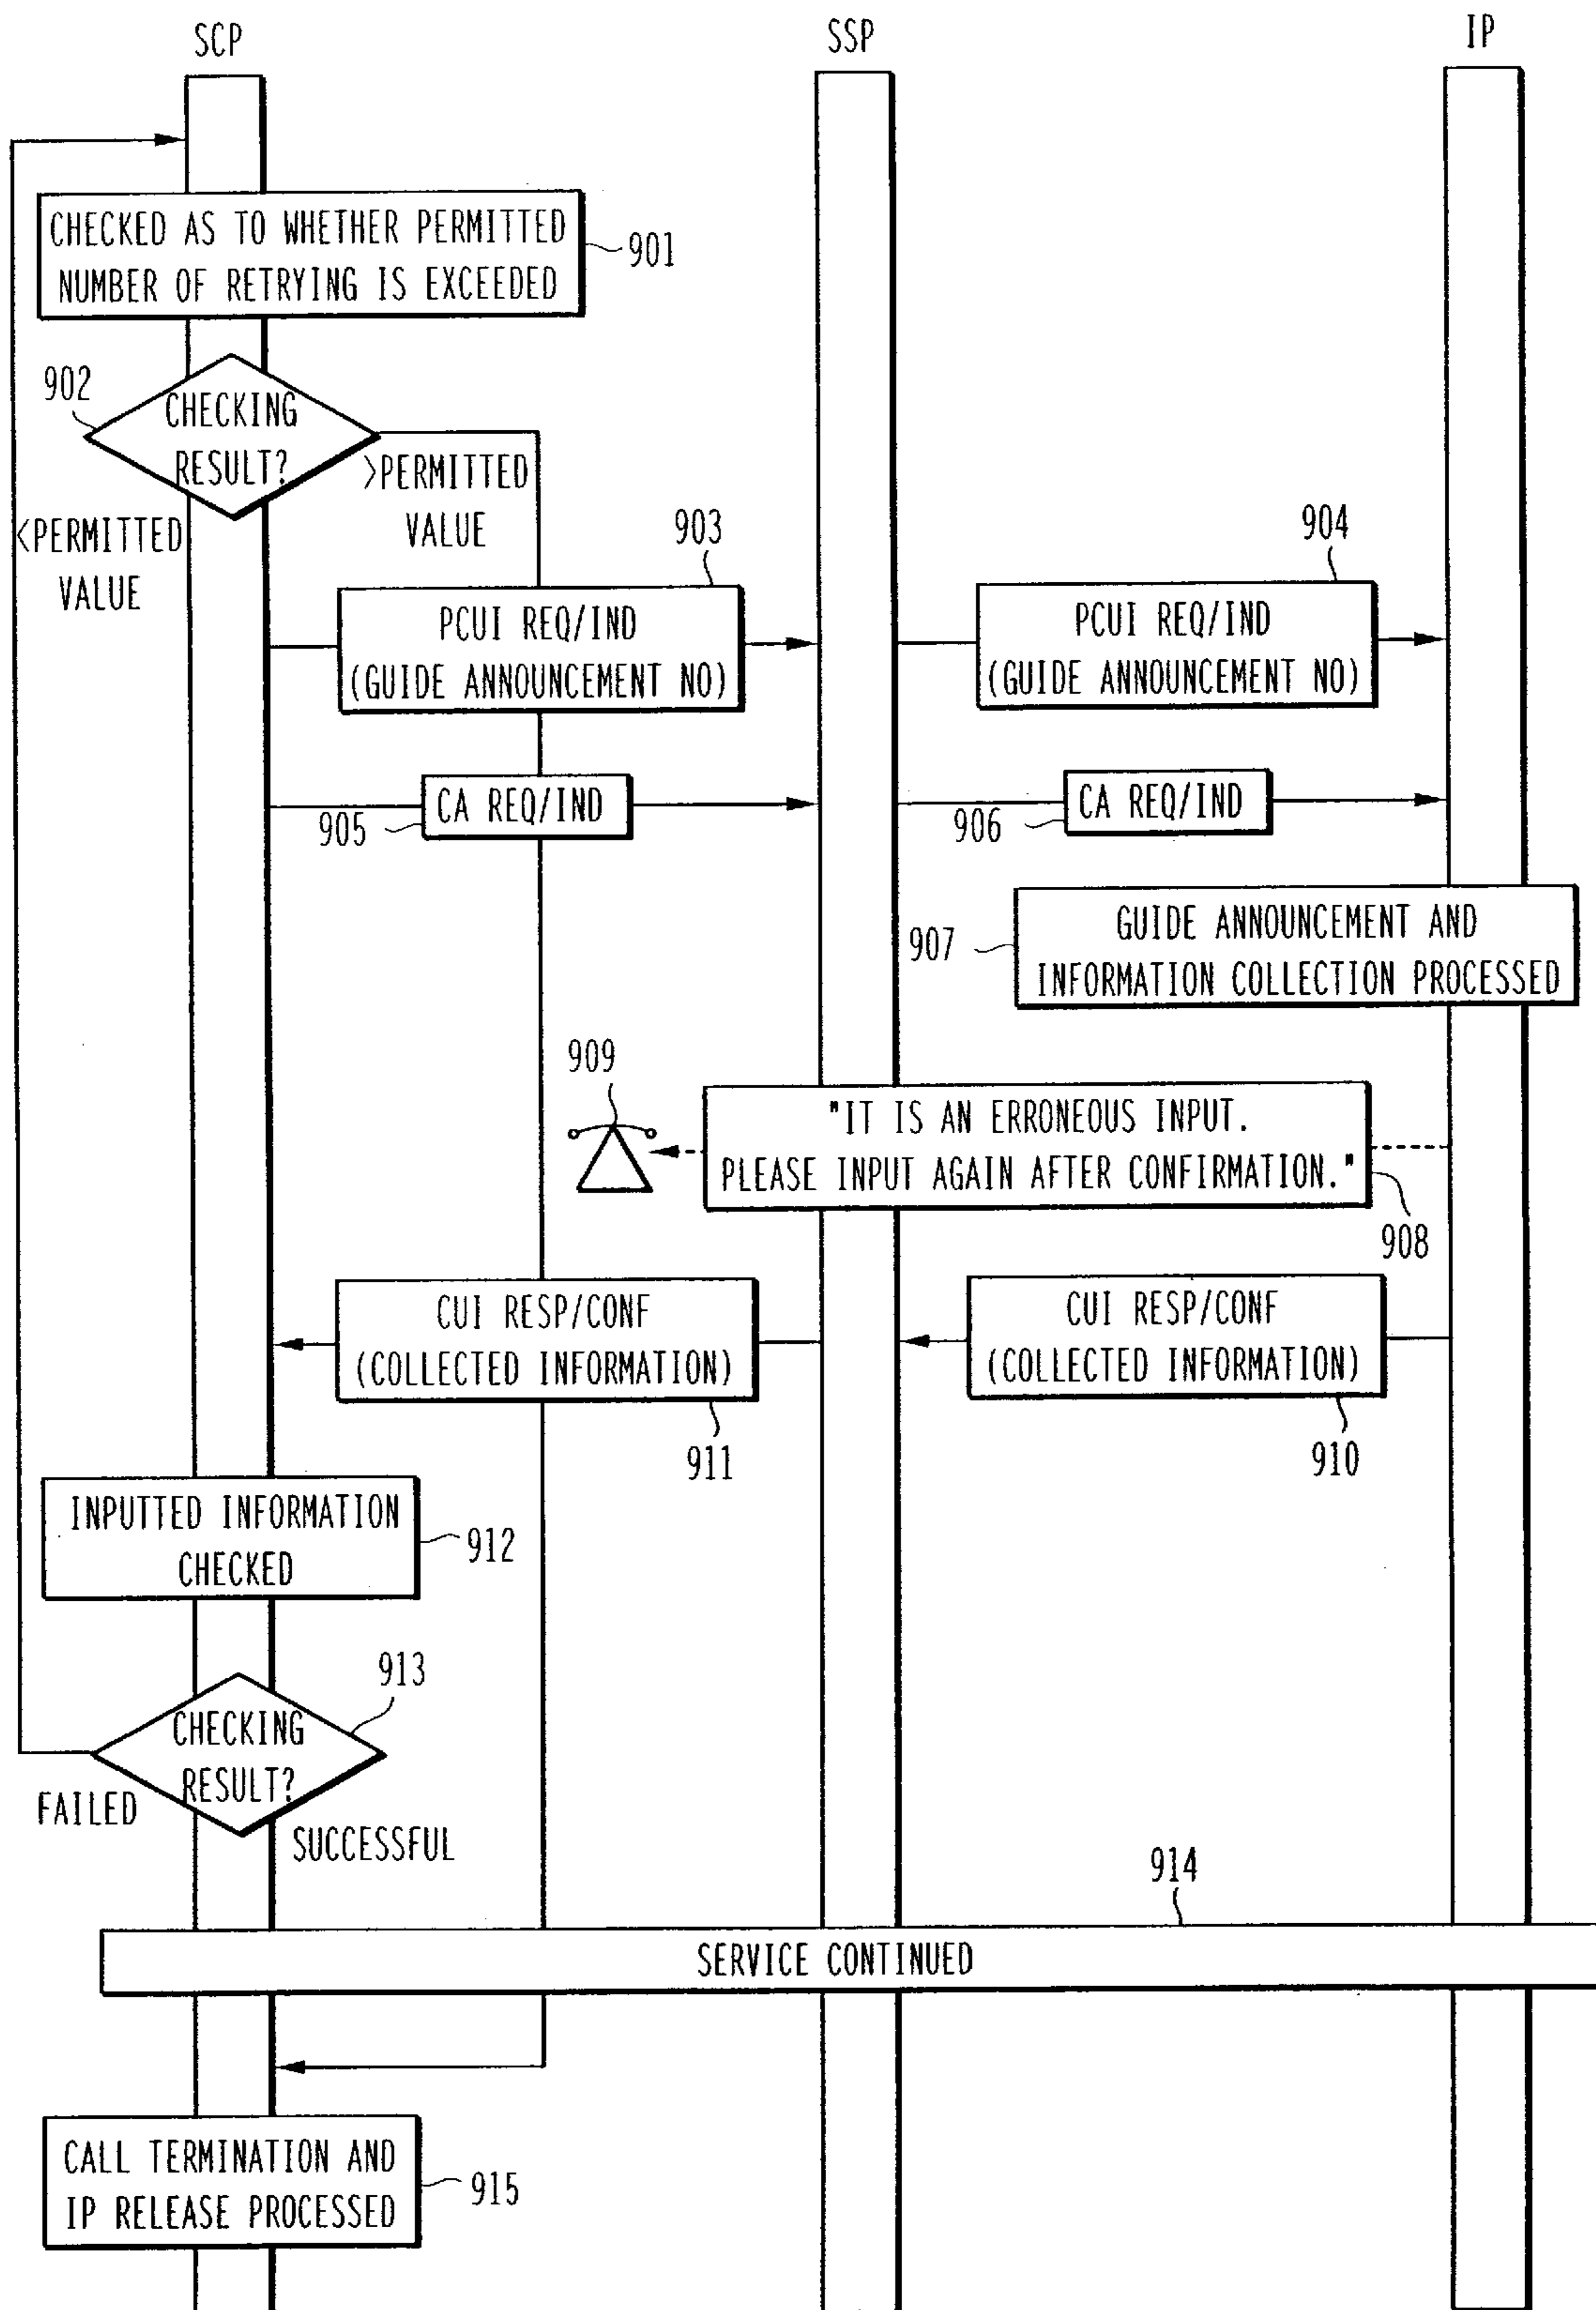 SCP
SSP
IP
CHECKED AS TO WHETHER PERMITTED
NUMBER OF RETRYING IS EXCEEDED
901
902
CHECKING
RESULT?
>PERMITTED
VALUE
<PERMITTED
VALUE
903
PCUI REQ/IND
(GUIDE ANNOUNCEMENT NO)
904
PCUI REQ/IND
(GUIDE ANNOUNCEMENT NO)
CA REQ/IND
905
CA REQ/IND
906
GUIDE ANNOUNCEMENT AND
INFORMATION COLLECTION PROCESSED
907
909
"IT IS AN ERRONEOUS INPUT.
PLEASE INPUT AGAIN AFTER CONFIRMATION."
908
CUI RESP/CONF
(COLLECTED INFORMATION)
911
CUI RESP/CONF
(COLLECTED INFORMATION)
910
INPUTTED INFORMATION
CHECKED
912
913
CHECKING
RESULT?
FAILED
SUCCESSFUL
914
SERVICE CONTINUED
CALL TERMINATION AND
IP RELEASE PROCESSED
915